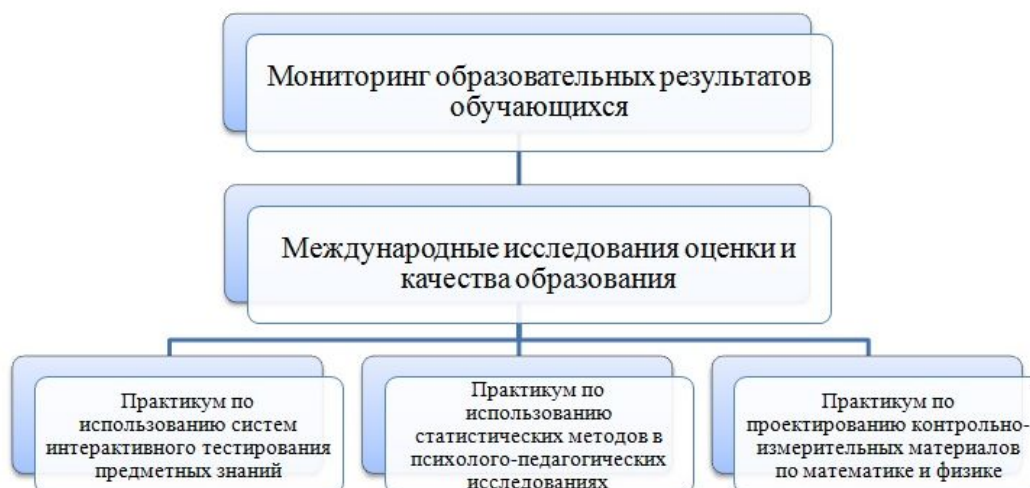 Мониторинг образовательных результатов
обучающихся
Международные исследования оценки и
качества образования
Практикум по
использованию систем
интерактивного тестирования
предметных знаний
Практикум по
использованию
статистических методов в
психолого-педагогических
исследованиях
Практикум по
проектированию контрольно-
измерительных материалов
по математике и физике